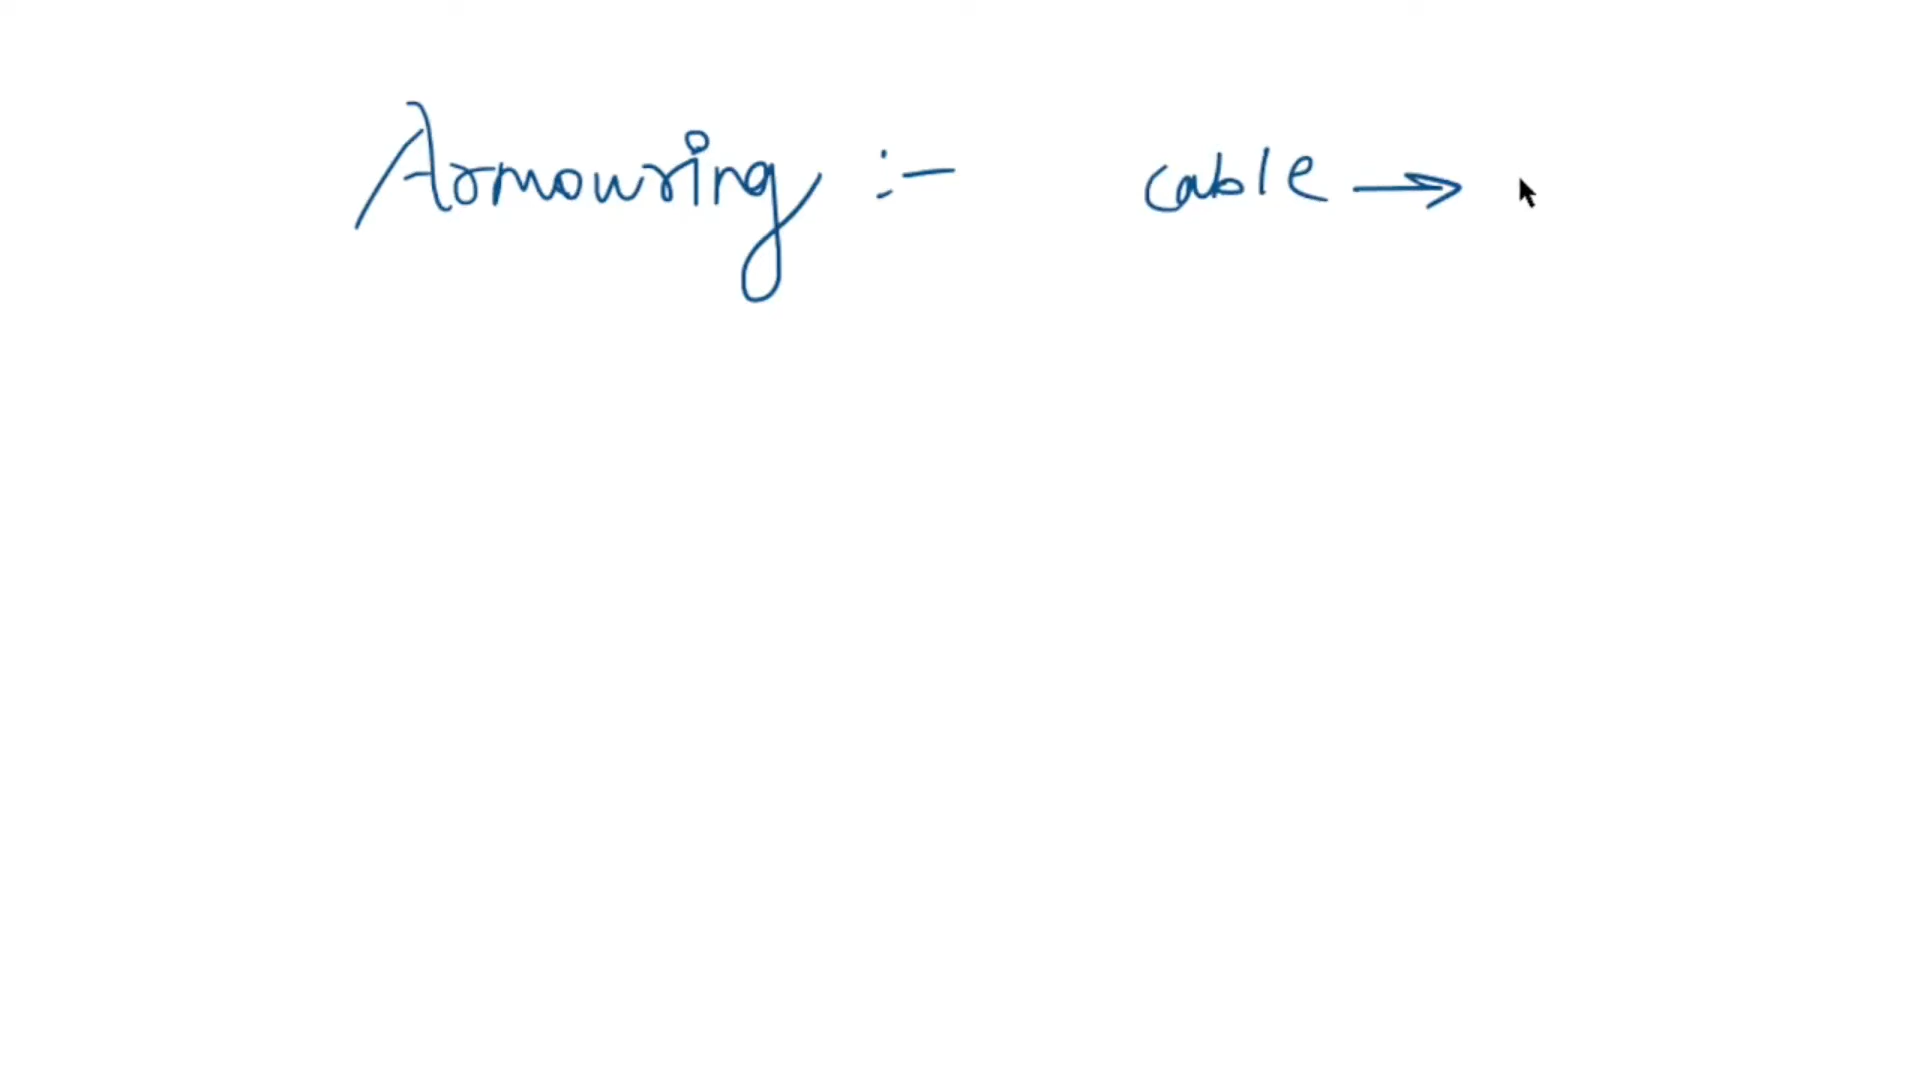 Armouring :- cable →